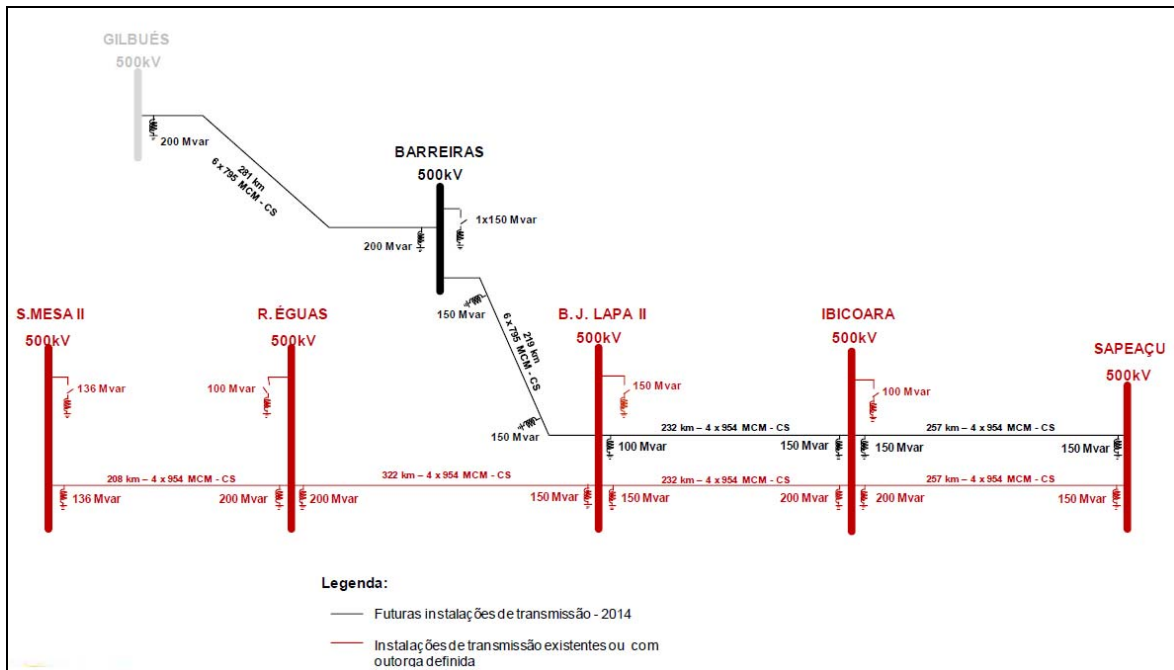 GILBUÉS
500kV
200 Mvar
281 km
6 x 795 MCM - CS
BARREIRAS
500kV
1x150 Mvar
200 Mvar
150 Mvar
219 km
6 x 795 MCM - CS
150 Mvar
S.MESA II
500kV
136 Mvar
R. ÉGUAS
500kV
100 Mvar
B. J. LAPA II
500kV
150 Mvar
IBICOARA
500kV
100 Mvar
SAPEAÇU
500kV
232 km – 4 x 954 MCM - CS
257 km – 4 x 954 MCM - CS
100 Mvar
150 Mvar
150 Mvar
150 Mvar
208 km – 4 x 954 MCM - CS
322 km – 4 x 954 MCM - CS
232 km – 4 x 954 MCM - CS
257 km – 4 x 954 MCM - CS
136 Mvar
200 Mvar
200 Mvar
150 Mvar
150 Mvar
200 Mvar
200 Mvar
150 Mvar
Legenda:
Futuras instalações de transmissão - 2014
Instalações de transmissão existentes ou com
outorga definida